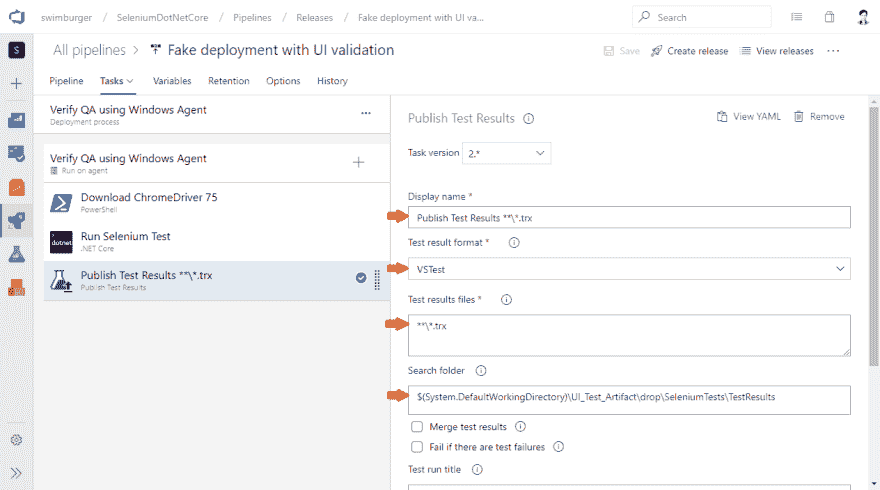 swimburger / SeleniumDotNetCore / Pipelines / Releases / Fake deployment with UI va...
Search
S
All pipelines > Fake deployment with UI validation
Save Create release View releases ...
Pipeline Tasks Variables Retention Options History
Verify QA using Windows Agent
Deployment process
Verify QA using Windows Agent
Run on agent
Download ChromeDriver 75
PowerShell
dotnet
Run Selenium Test
.NET Core
Publish Test Results **\*.trx
Publish Test Results
Publish Test Results
View YAML Remove
Task version 2.*
Display name *
Publish Test Results **\*.trx
Test result format *
VSTest
Test results files *
**\*.trx
Search folder
$(System.DefaultWorkingDirectory)\UI_Test_Artifact\drop\SeleniumTests\TestResults
Merge test results
Fail if there are test failures
Test run title